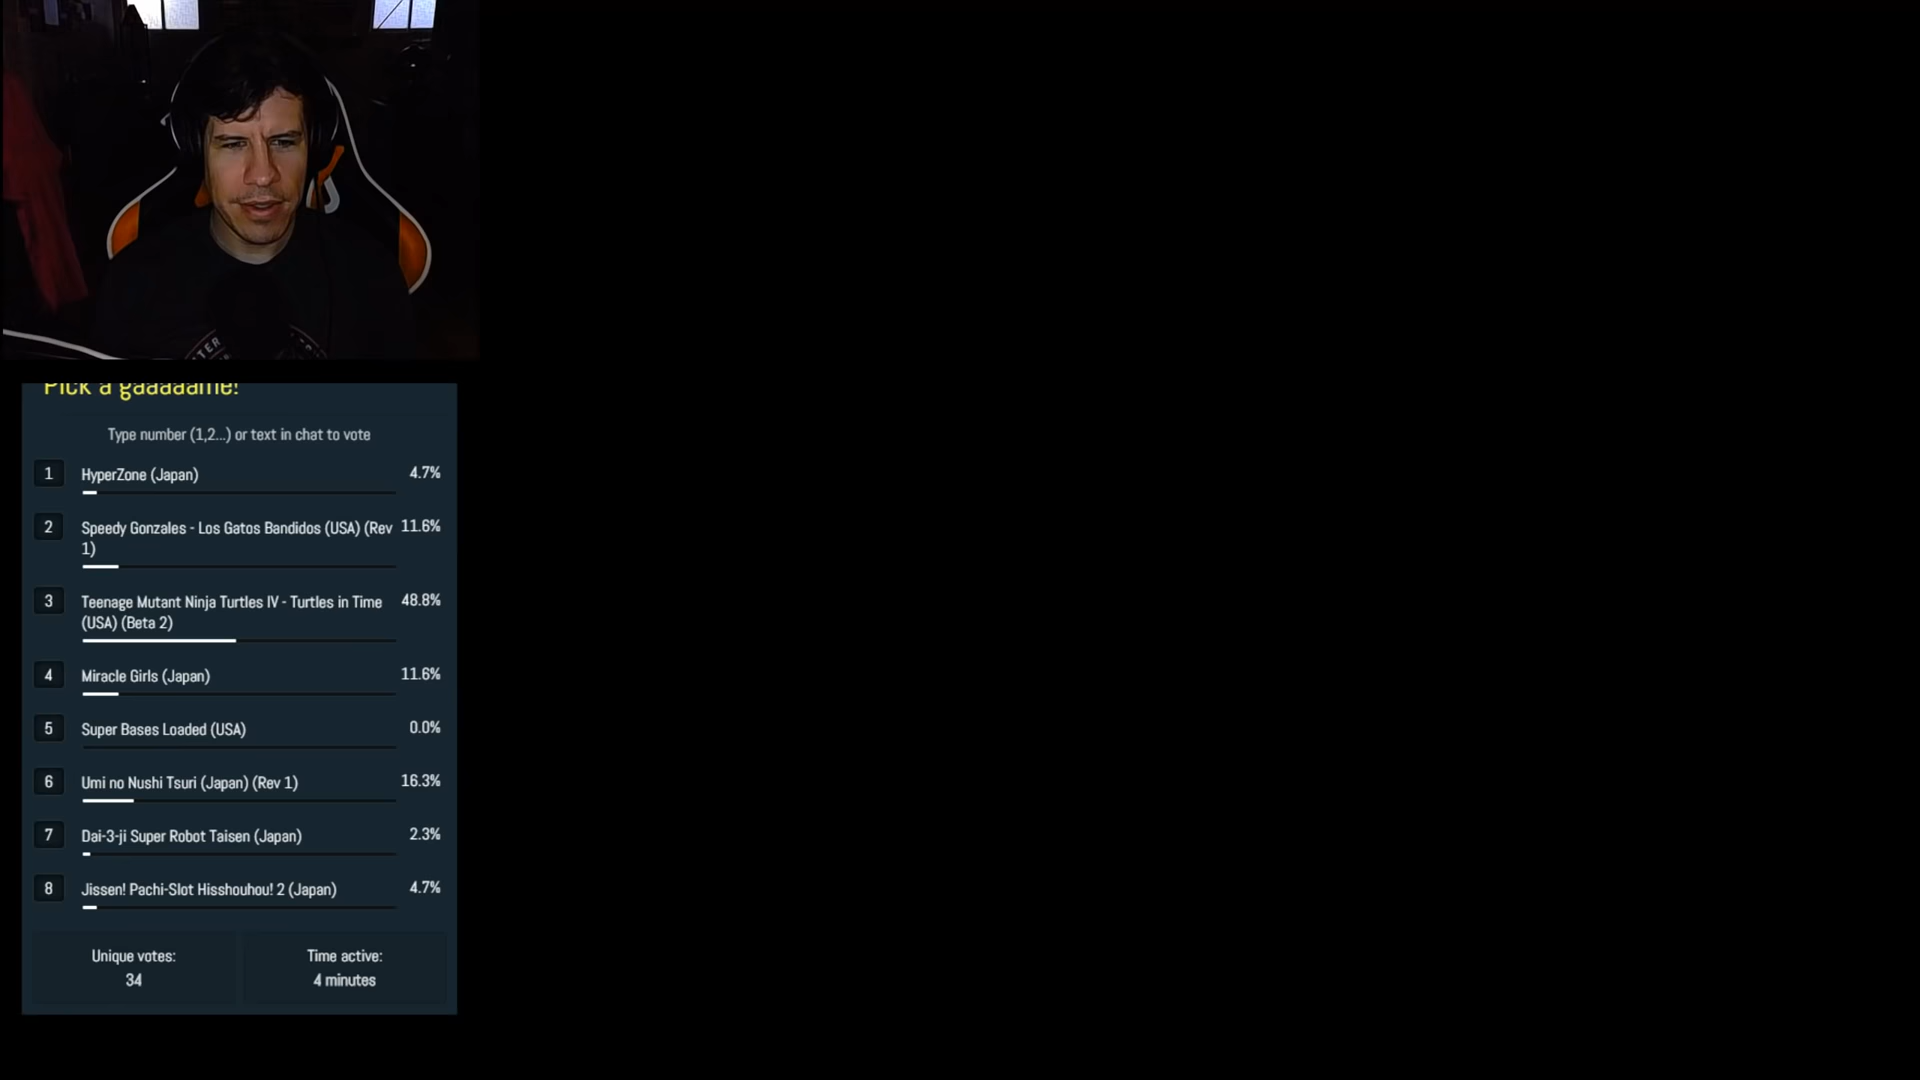 TER
Pick a gaaaaame!
Type number (1,2...) or text in chat to vote
1 HyperZone (Japan) 4.7%
2 Speedy Gonzales - Los Gatos Bandidos (USA) (Rev 11.6%
1)
3 Teenage Mutant Ninja Turtles IV - Turtles in Time 48.8%
(USA) (Beta 2)
4 Miracle Girls (Japan) 11.6%
5 Super Bases Loaded (USA) 0.0%
6 Umi no Nushi Tsuri (Japan) (Rev 1) 16.3%
7 Dai-3-ji Super Robot Taisen (Japan) 2.3%
8 Jissen! Pachi-Slot Hisshouhou! 2 (Japan) 4.7%
Unique votes: Time active:
34 4 minutes